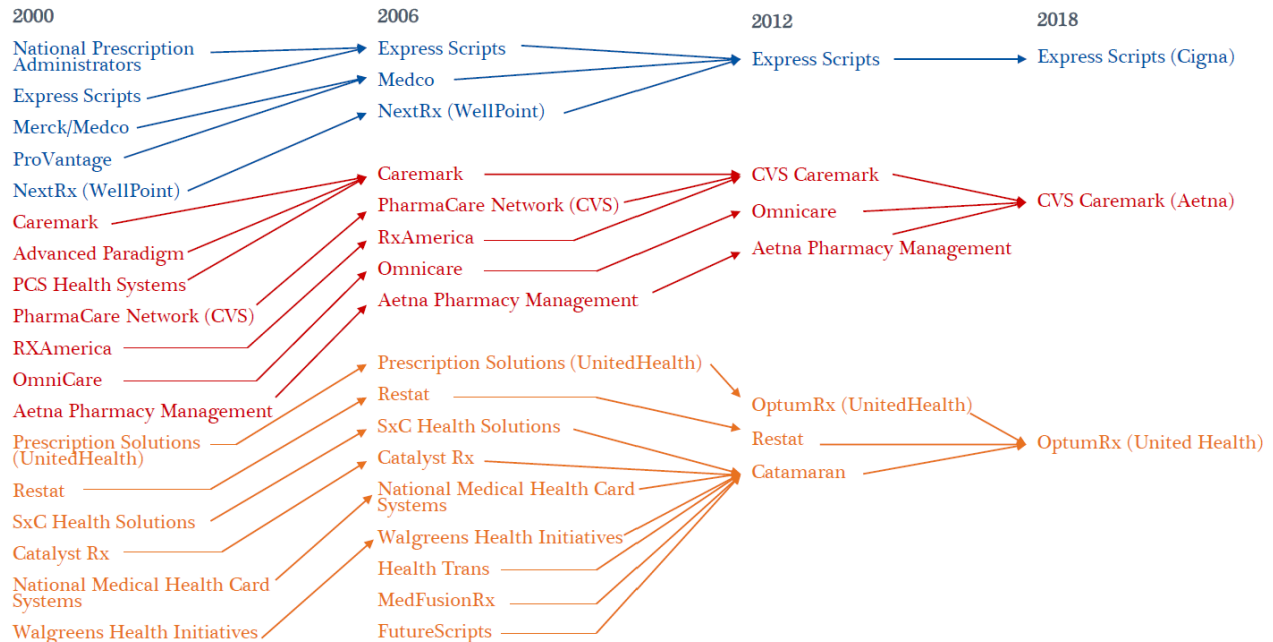 2000
National Prescription
Administrators
Express Scripts
Merck/Medco
ProVantage
NextRx (WellPoint)
Caremark
Advanced Paradigm
PCS Health Systems
PharmaCare Network (CVS)
RXAmerica
OmniCare
Aetna Pharmacy Management
Prescription Solutions
(UnitedHealth)
Restat
SxC Health Solutions
Catalyst Rx
National Medical Health Card
Systems
Walgreens Health Initiatives
2006
Express Scripts
Medco
NextRx (WellPoint)
Caremark
PharmaCare Network (CVS)
RxAmerica
Omnicare
Aetna Pharmacy Management
Prescription Solutions (UnitedHealth)
Restat
SxC Health Solutions
Catalyst Rx
National Medical Health Card
Systems
Walgreens Health Initiatives
Health Trans
MedFusionRx
FutureScripts
2012
Express Scripts
CVS Caremark
Omnicare
Aetna Pharmacy Management
OptumRx (UnitedHealth)
Restat
Catamaran
2018
Express Scripts (Cigna)
CVS Caremark (Aetna)
OptumRx (United Health)